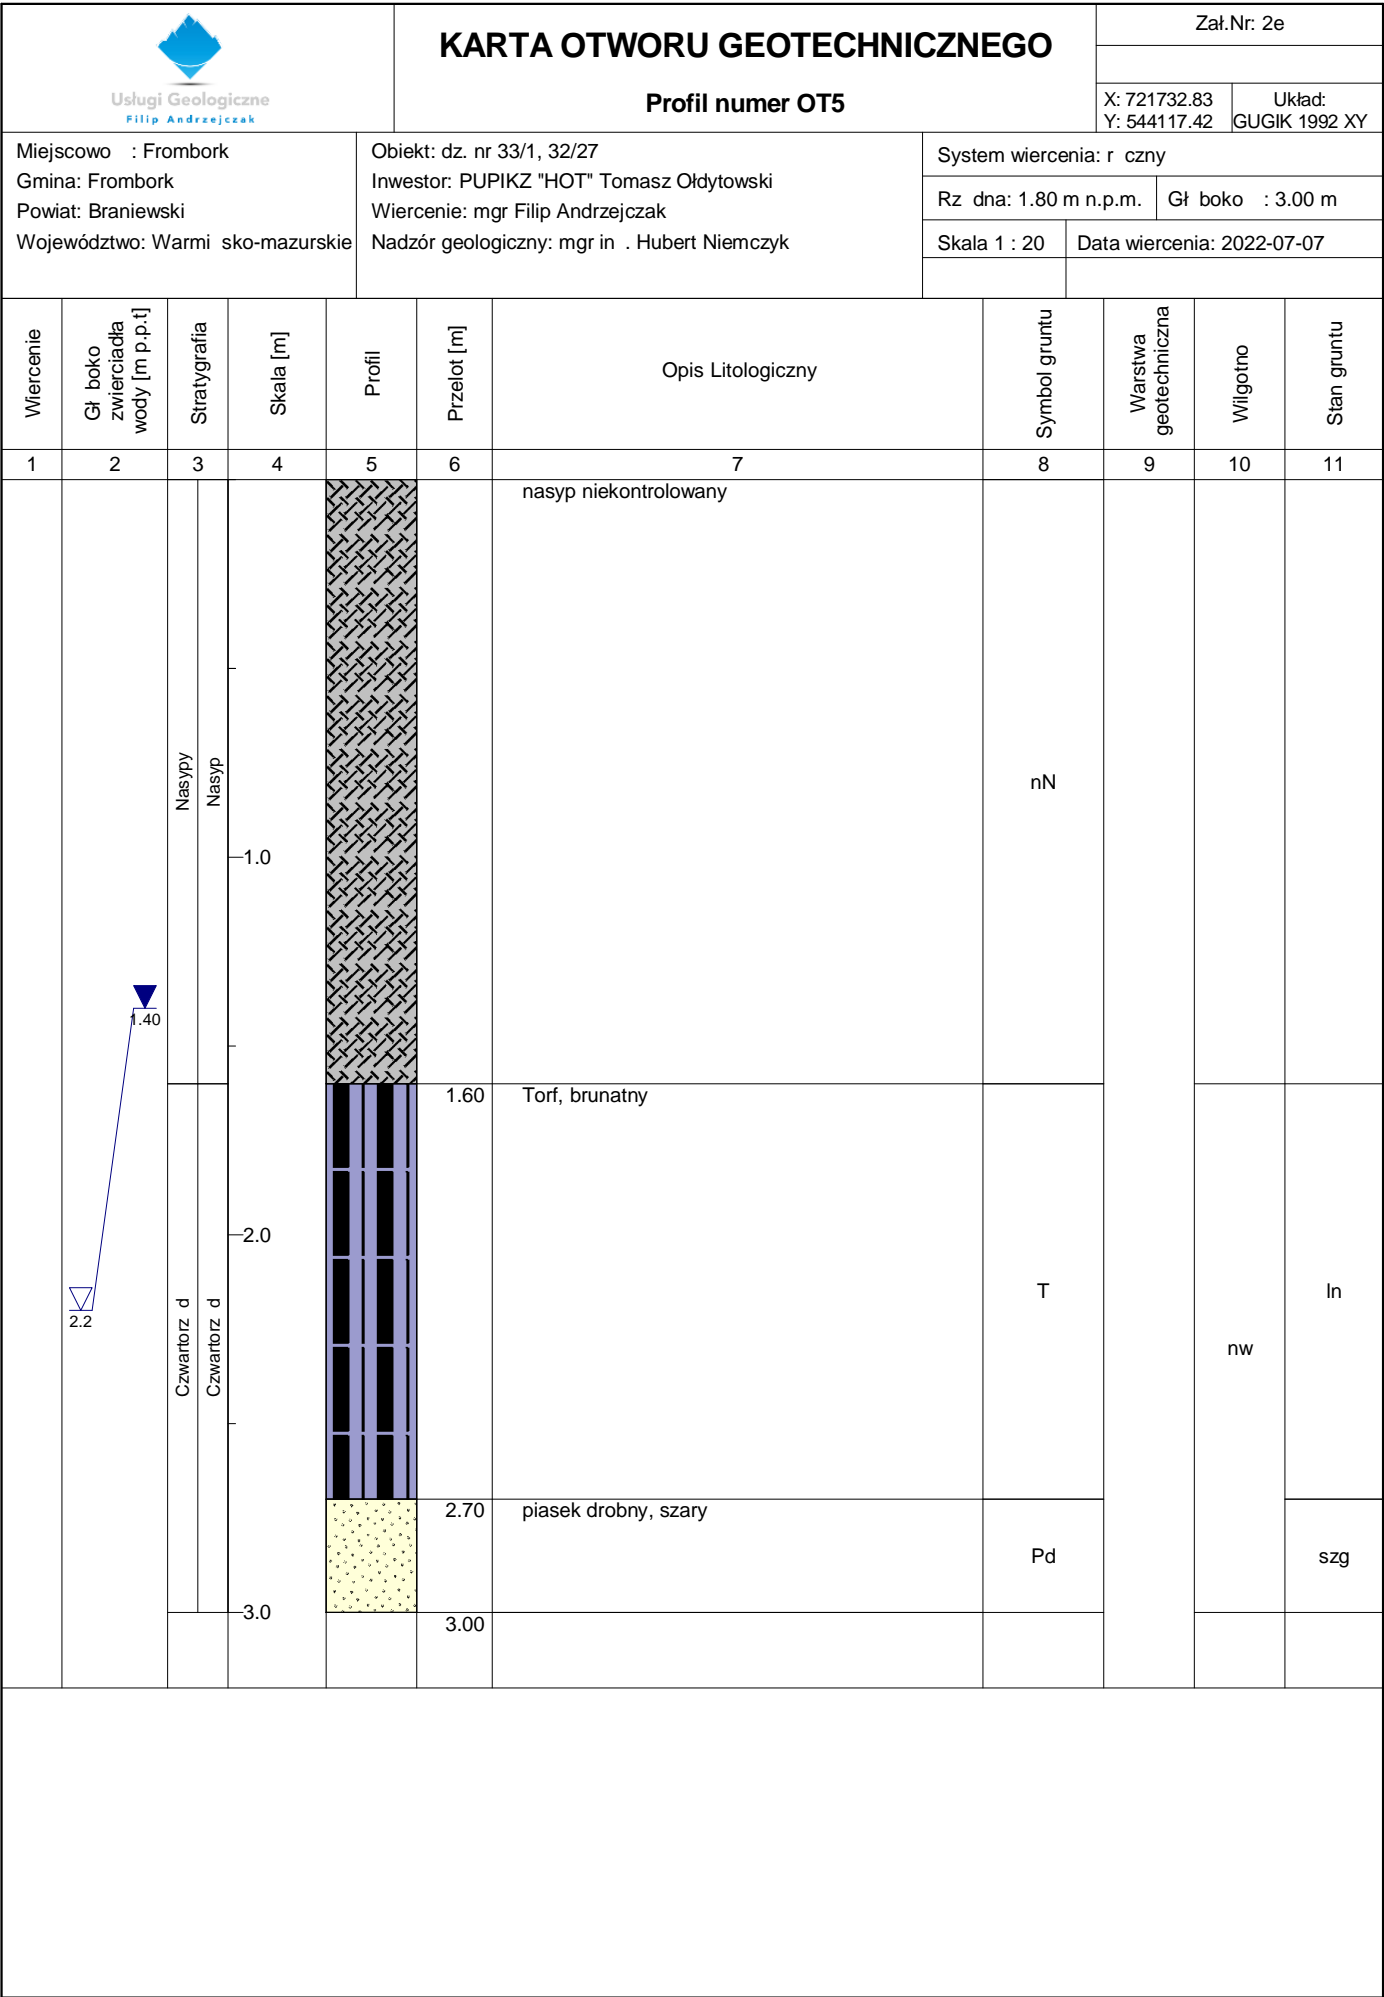 Usługi Geologiczne
Filip Andrzejczak
KARTA OTWORU GEOTECHNICZNEGO
Profil numer OT5
Zał.Nr: 2e
X: 721732.83
Y: 544117.42
Układ:
GUGIK 1992 XY
Miejscowo : Frombork
Gmina: Frombork
Powiat: Braniewski
Województwo: Warmi sko-mazurskie
Obiekt: dz. nr 33/1, 32/27
Inwestor: PUPIKZ "HOT" Tomasz Ołdytowski
Wiercenie: mgr Filip Andrzejczak
Nadzór geologiczny: mgr in . Hubert Niemczyk
System wiercenia: r czny
Rz dna: 1.80 m n.p.m.
Gł boko : 3.00 m
Skala 1 : 20
Data wiercenia: 2022-07-07
Wiercenie
Gł boko
zwierciadła
wody [m p.p.t]
Stratygrafia
Skala [m]
Profil
Przelot [m]
Opis Litologiczny
Symbol gruntu
Warstwa
geotechniczna
Wilgotno
Stan gruntu
1 2 3 4 5 6 7 8 9 10 11
nasyp niekontrolowany
Nasypy
Nasyp
nN
1.0
1.40
1.60
Torf, brunatny
2.0
2.2
Czwartorz d
Czwartorz d
T
ln
nw
2.70
piasek drobny, szary
Pd
szg
3.0
3.00